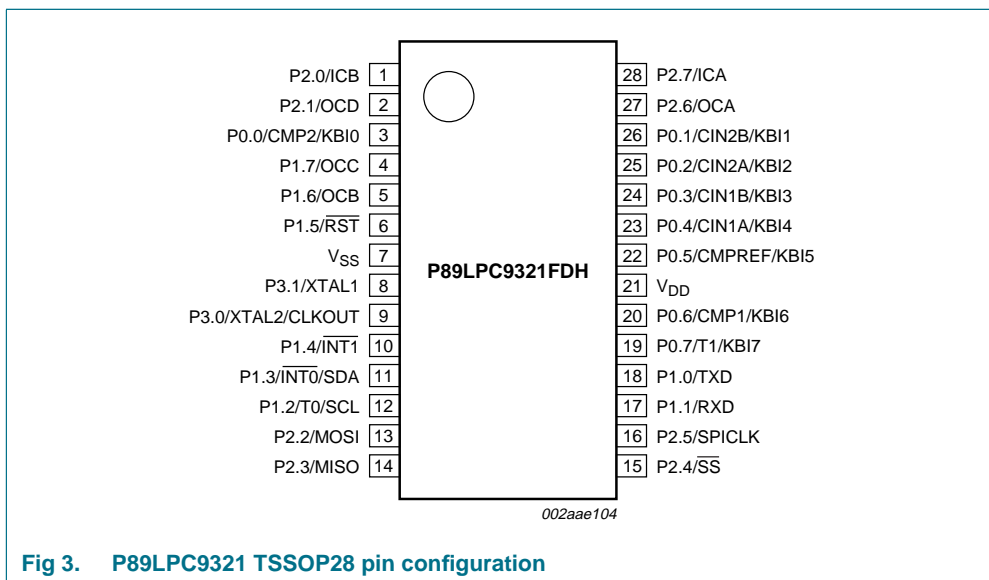 P2.0/ICB 1 28 P2.7/ICA
P2.1/OCD 2 27 P2.6/OCA
P0.0/CMP2/KBI0 3 26 P0.1/CIN2B/KBI1
P1.7/OCC 4 25 P0.2/CIN2A/KBI2
P1.6/OCB 5 24 P0.3/CIN1B/KBI3
P1.5/R̅S̅T̅ 6 23 P0.4/CIN1A/KBI4
VSS 7 22 P0.5/CMPREF/KBI5
P89LPC9321FDH
P3.1/XTAL1 8 21 VDD
P3.0/XTAL2/CLKOUT 9 20 P0.6/CMP1/KBI6
P1.4/I̅N̅T̅1̅ 10 19 P0.7/T1/KBI7
P1.3/I̅N̅T̅0̅/SDA 11 18 P1.0/TXD
P1.2/T0/SCL 12 17 P1.1/RXD
P2.2/MOSI 13 16 P2.5/SPICLK
P2.3/MISO 14 15 P2.4/S̅S̅
002aae104
Fig 3. P89LPC9321 TSSOP28 pin configuration